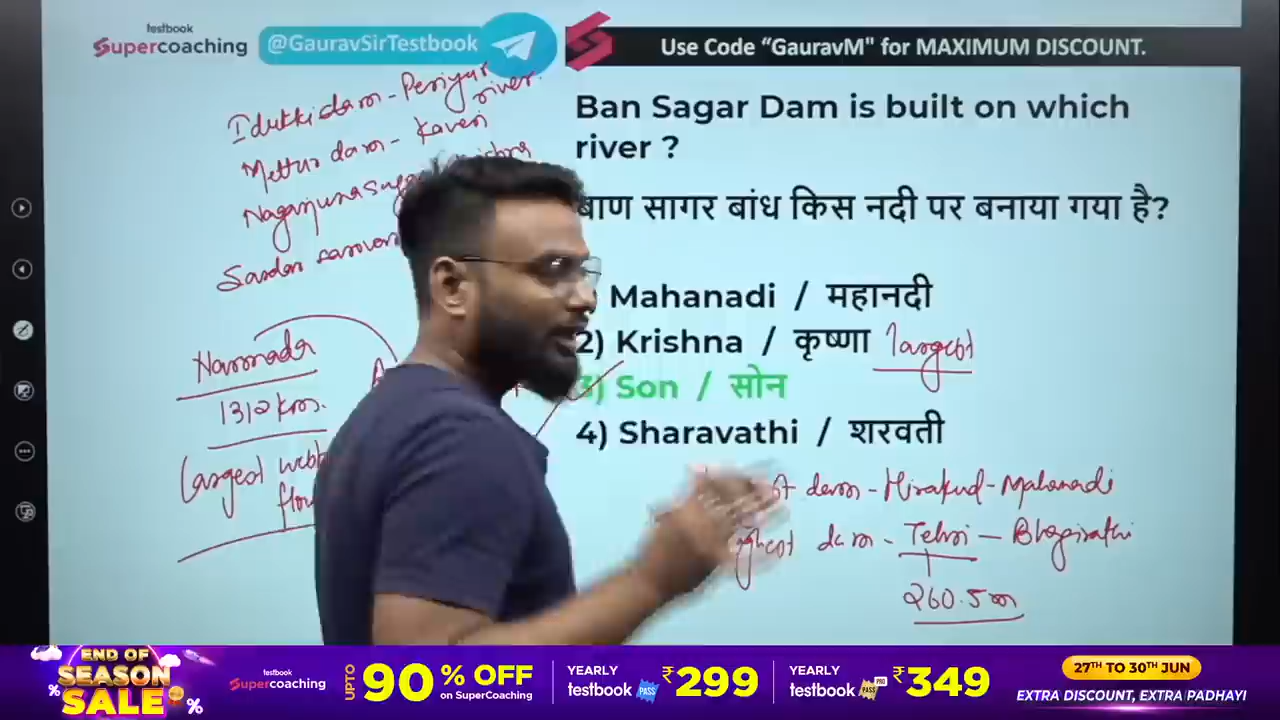 testbook
Supercoaching
@GauravSirTestbook
Use Code “GauravM" for MAXIMUM DISCOUNT.
Idukki dam - Periyar
river.
Mettur dam - Kaveri
Ban Sagar Dam is built on which
river ?
बाण सागर बांध किस नदी पर बनाया गया है?
Mahanadi / महानदी
2) Krishna / कृष्णा largest
3) Son / सोन
4) Sharavathi / शरवती
Narmada
1312 km.
largest west
dam - Hirakud - Mahanadi
dam - Tehri - Bhagirathi
260.5m
END OF
SEASON
SALE
%
%
testbook
Supercoaching
UPTO
90% OFF
on SuperCoaching
YEARLY
testbook PASS
₹299
YEARLY
testbook PASS PRO
₹349
27TH TO 30TH JUN
EXTRA DISCOUNT, EXTRA PADHAYI